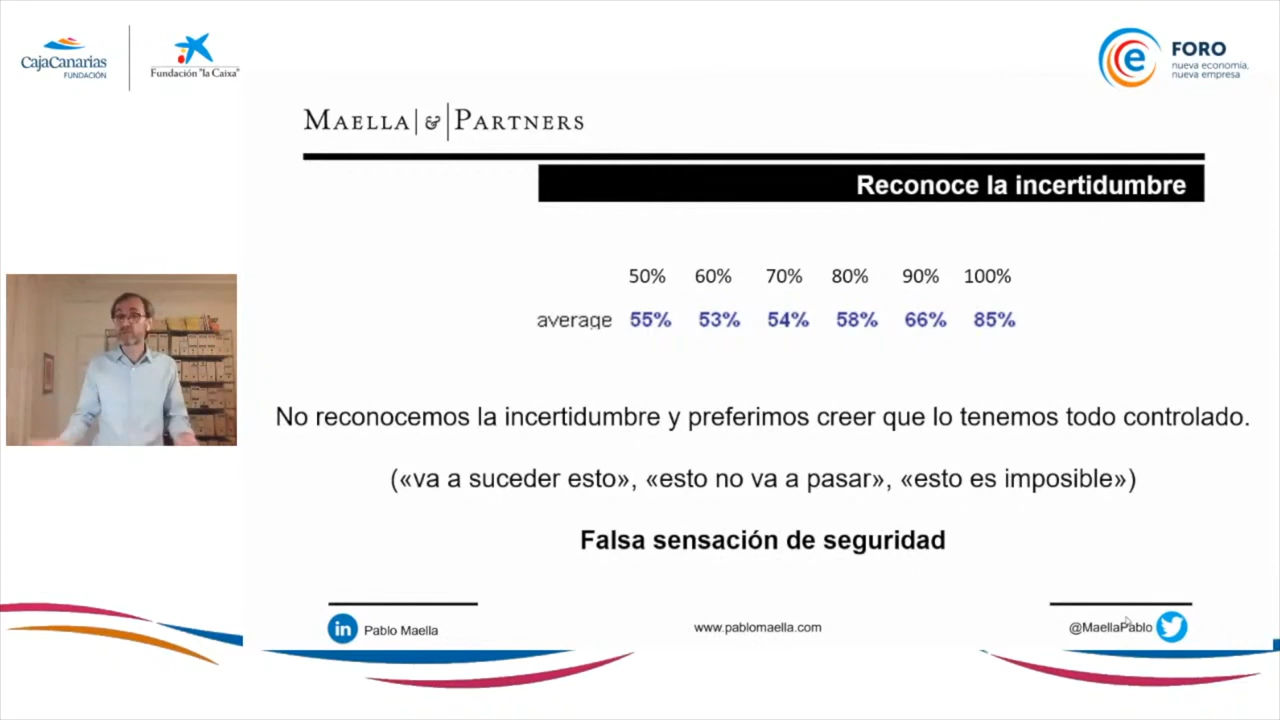 CajaCanarias
FUNDACIÓN
Fundación "la Caixa"
FORO
nueva economía,
nueva empresa
MAELLA & PARTNERS
Reconoce la incertidumbre
50% 60% 70% 80% 90% 100%
average 55% 53% 54% 58% 66% 85%
No reconocemos la incertidumbre y preferimos creer que lo tenemos todo controlado.
(«va a suceder esto», «esto no va a pasar», «esto es imposible»)
Falsa sensación de seguridad
in Pablo Maella
www.pablomaella.com
@MaellaPablo